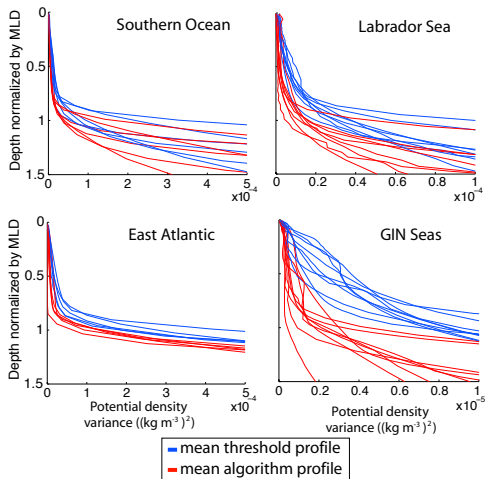 Southern Ocean
Depth normalized by MLD
0
0.5
1
1.5
0 1 2 3 4 5
x10⁻⁴
Labrador Sea
0 0.2 0.4 0.6 0.8 1
x10⁻⁴
East Atlantic
Depth normalized by MLD
0
0.5
1
1.5
0 1 2 3 4 5
x10⁻⁴
Potential density
variance ((kg m⁻³)²)
GIN Seas
0 0.2 0.4 0.6 0.8 1
x10⁻⁵
Potential density
variance ((kg m⁻³)²)
mean threshold profile
mean algorithm profile